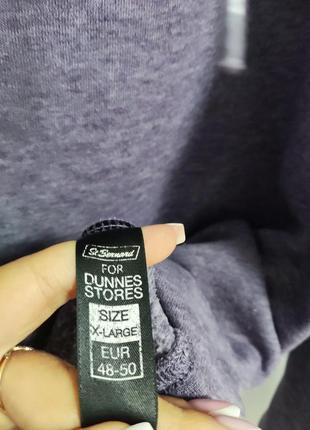 St Bernard
FOR
DUNNES
STORES
SIZE
X-LARGE
EUR
48-50